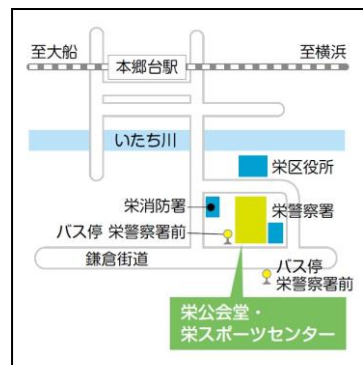 至大船
本郷台駅
至横浜
いたち川
栄区役所
栄消防署
栄警察署
バス停 栄警察署前
鎌倉街道
バス停
栄警察署前
栄公会堂・
栄スポーツセンター